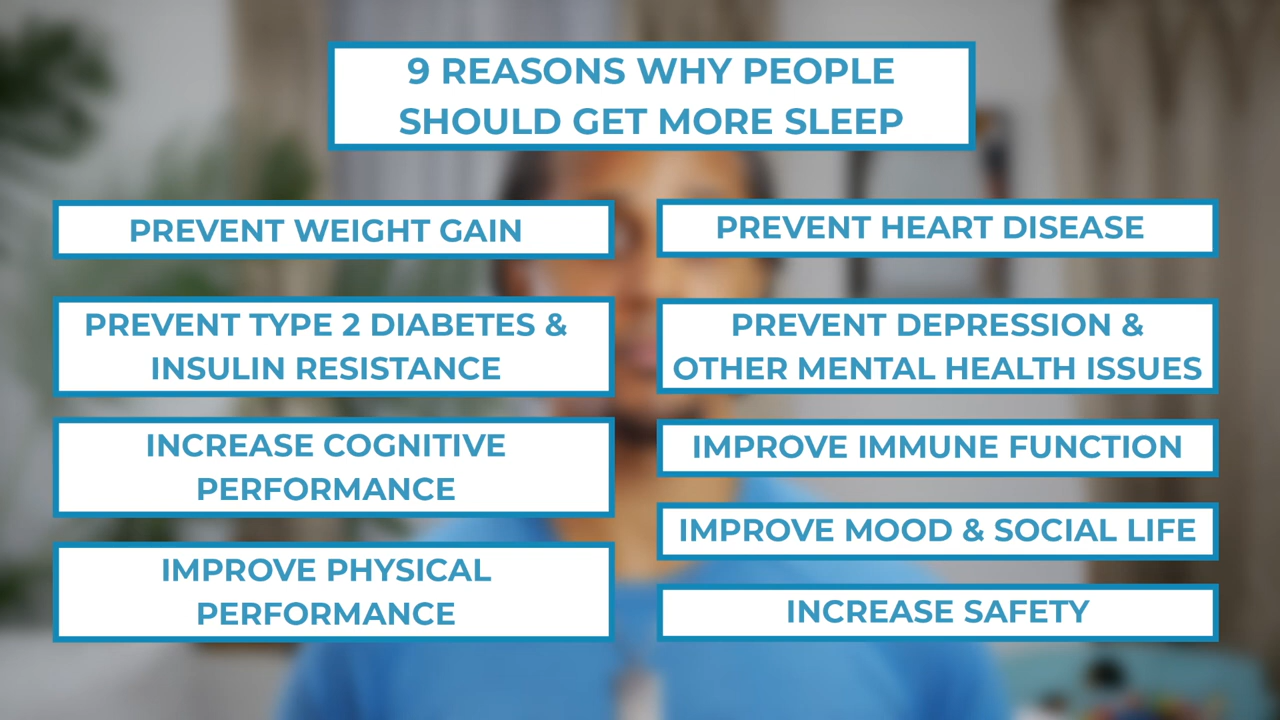 9 REASONS WHY PEOPLE
SHOULD GET MORE SLEEP
PREVENT WEIGHT GAIN
PREVENT TYPE 2 DIABETES &
INSULIN RESISTANCE
INCREASE COGNITIVE
PERFORMANCE
IMPROVE PHYSICAL
PERFORMANCE
PREVENT HEART DISEASE
PREVENT DEPRESSION &
OTHER MENTAL HEALTH ISSUES
IMPROVE IMMUNE FUNCTION
IMPROVE MOOD & SOCIAL LIFE
INCREASE SAFETY